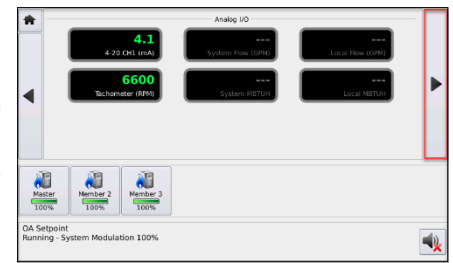 Analog I/O
4.1
4-20 CH1 (mA)
---
System Flow (GPM)
---
Local Flow (GPM)
6600
Tachometer (RPM)
---
System MBTUH
---
Local MBTUH
Master
100%
Member 2
100%
Member 3
100%
OA Setpoint
Running - System Modulation 100%